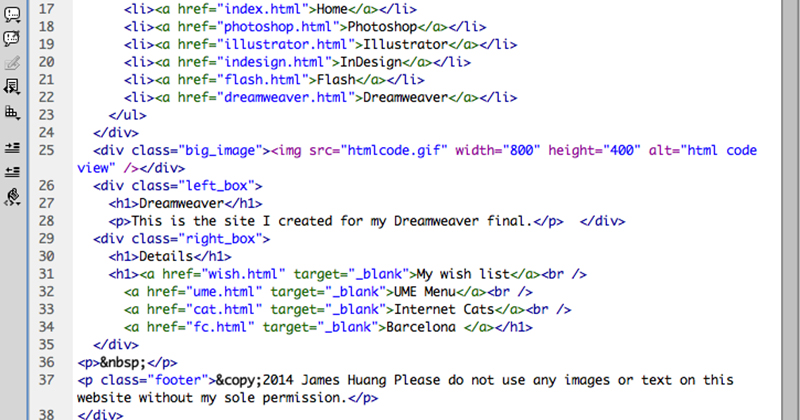 17 <li><a href="index.html">Home</a></li>
18 <li><a href="photoshop.html">Photoshop</a></li>
19 <li><a href="illustrator.html">Illustrator</a></li>
20 <li><a href="indesign.html">InDesign</a></li>
21 <li><a href="flash.html">Flash</a></li>
22 <li><a href="dreamweaver.html">Dreamweaver</a></li>
23 </ul>
24 </div>
25 <div class="big_image"><img src="htmlcode.gif" width="800" height="400" alt="html code
view" /></div>
26 <div class="left_box">
27 <h1>Dreamweaver</h1>
28 <p>This is the site I created for my Dreamweaver final.</p>  </div>
29 <div class="right_box">
30 <h1>Details</h1>
31 <h1><a href="wish.html" target="_blank">My wish list</a><br />
32 <a href="ume.html" target="_blank">UME Menu</a><br />
33 <a href="cat.html" target="_blank">Internet Cats</a><br />
34 <a href="fc.html" target="_blank">Barcelona </a></h1>
35 </div>
36 <p>&nbsp;</p>
37 <p class="footer">&copy;2014 James Huang Please do not use any images or text on this
website without my sole permission.</p>
38 </div>